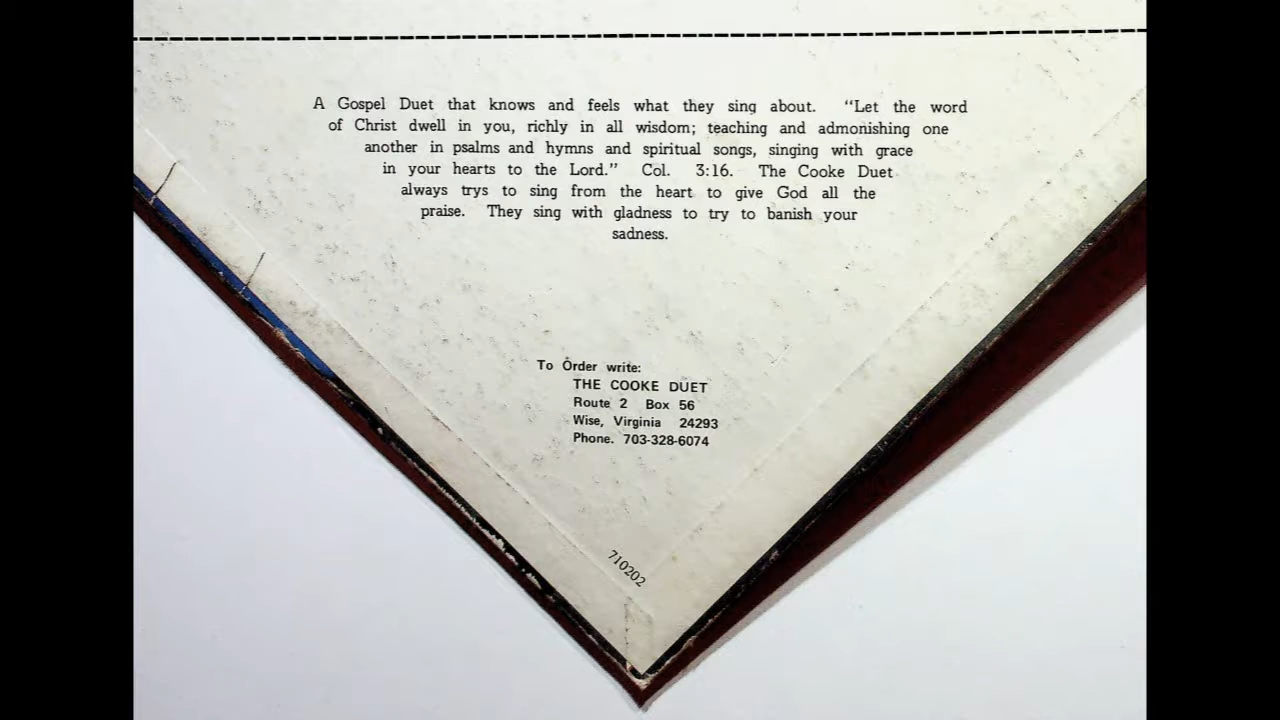 A Gospel Duet that knows and feels what they sing about. “Let the word
of Christ dwell in you, richly in all wisdom; teaching and admonishing one
another in psalms and hymns and spiritual songs, singing with grace
in your hearts to the Lord.” Col. 3:16. The Cooke Duet
always trys to sing from the heart to give God all the
praise. They sing with gladness to try to banish your
sadness.
To Order write:
THE COOKE DUET
Route 2 Box 56
Wise, Virginia 24293
Phone. 703-328-6074
710202